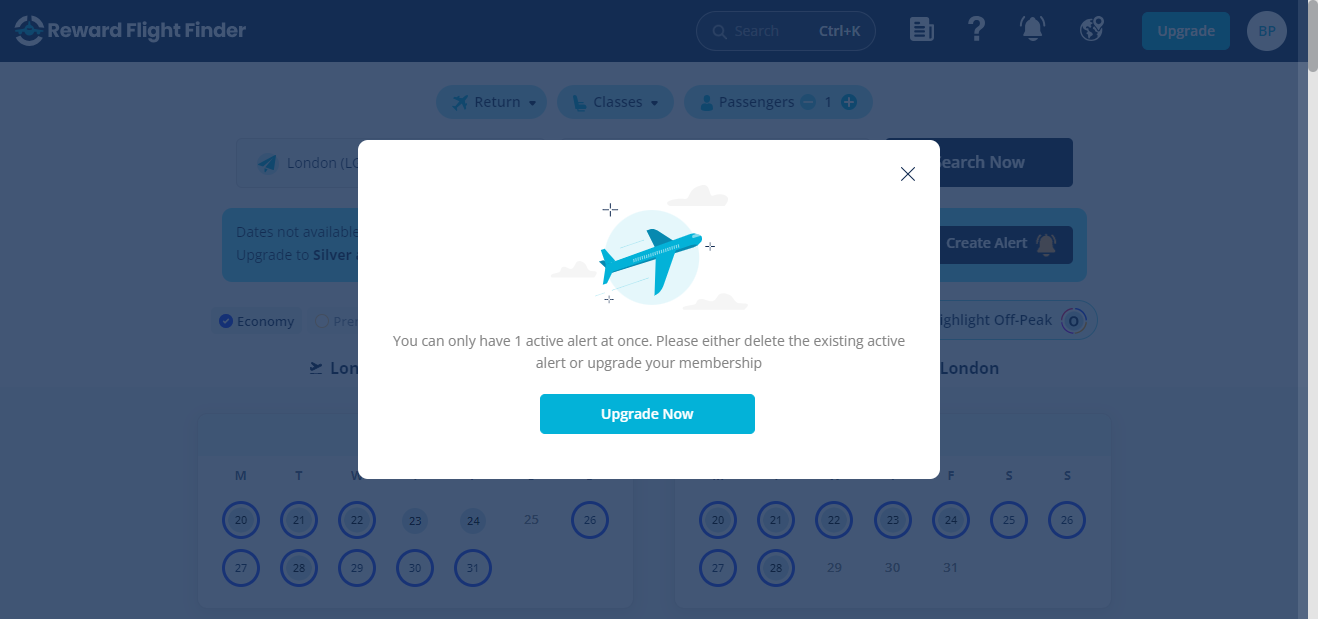 Reward Flight Finder
Search Ctrl+K
Upgrade
BP
Return
Classes
Passengers 1
London (LO
earch Now
Dates not available
Upgrade to Silver
Create Alert
Economy
Pre
ghlight Off-Peak
Lon
London
You can only have 1 active alert at once. Please either delete the existing active
alert or upgrade your membership
Upgrade Now
M T W
F S S
20 21 22 23 24 25 26
27 28 29 30 31
20 21 22 23 24 25 26
27 28 29 30 31